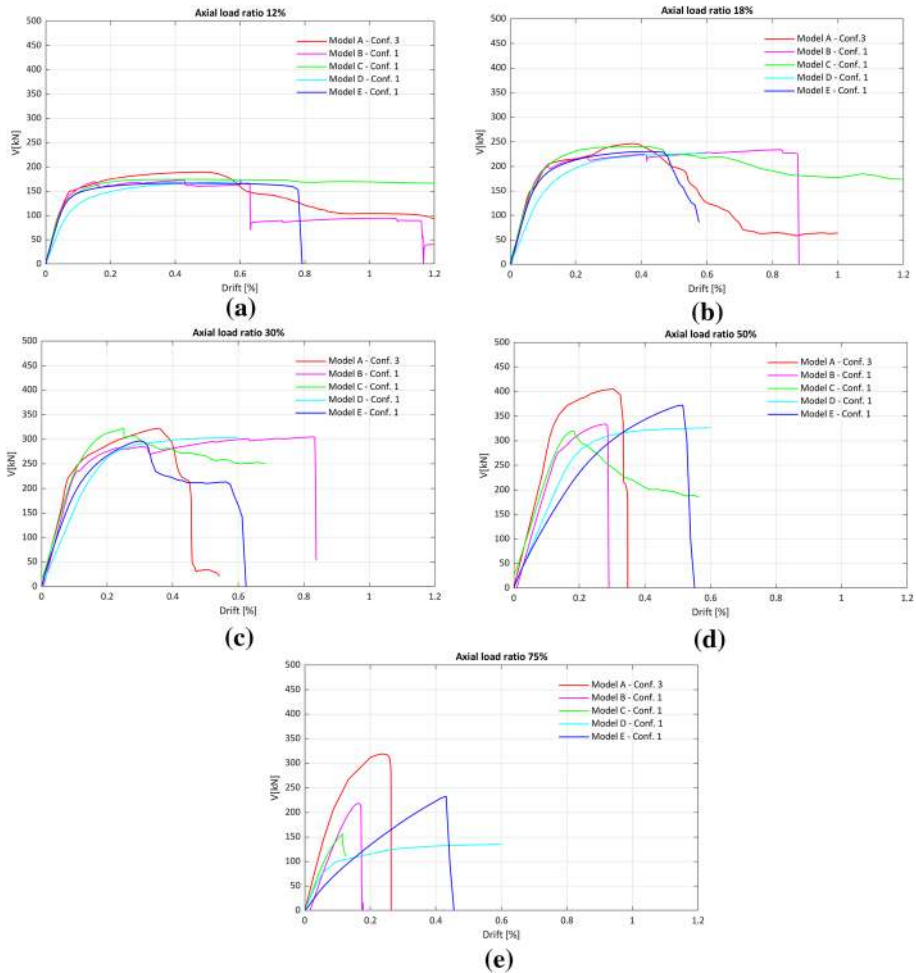 Axial load ratio 12%
500
450
400
350
300
250
200
150
100
50
0
V[kN]
Model A - Conf. 3
Model B - Conf. 1
Model C - Conf. 1
Model D - Conf. 1
Model E - Conf. 1
0 0.2 0.4 0.6 0.8 1 1.2
Drift [%]
(a)
Axial load ratio 18%
500
450
400
350
300
250
200
150
100
50
0
V[kN]
Model A - Conf.3
Model B - Conf. 1
Model C - Conf. 1
Model D - Conf. 1
Model E - Conf. 1
0 0.2 0.4 0.6 0.8 1 1.2
Drift [%]
(b)
Axial load ratio 30%
500
450
400
350
300
250
200
150
100
50
0
V[kN]
Model A - Conf. 3
Model B - Conf. 1
Model C - Conf. 1
Model D - Conf. 1
Model E - Conf. 1
0 0.2 0.4 0.6 0.8 1 1.2
Drift [%]
(c)
Axial load ratio 50%
500
450
400
350
300
250
200
150
100
50
0
V[kN]
Model A - Conf. 3
Model B - Conf. 1
Model C - Conf. 1
Model D - Conf. 1
Model E - Conf. 1
0 0.2 0.4 0.6 0.8 1 1.2
Drift [%]
(d)
Axial load ratio 75%
500
450
400
350
300
250
200
150
100
50
0
V[kN]
Model A - Conf. 3
Model B - Conf. 1
Model C - Conf. 1
Model D - Conf. 1
Model E - Conf. 1
0 0.2 0.4 0.6 0.8 1 1.2
Drift [%]
(e)